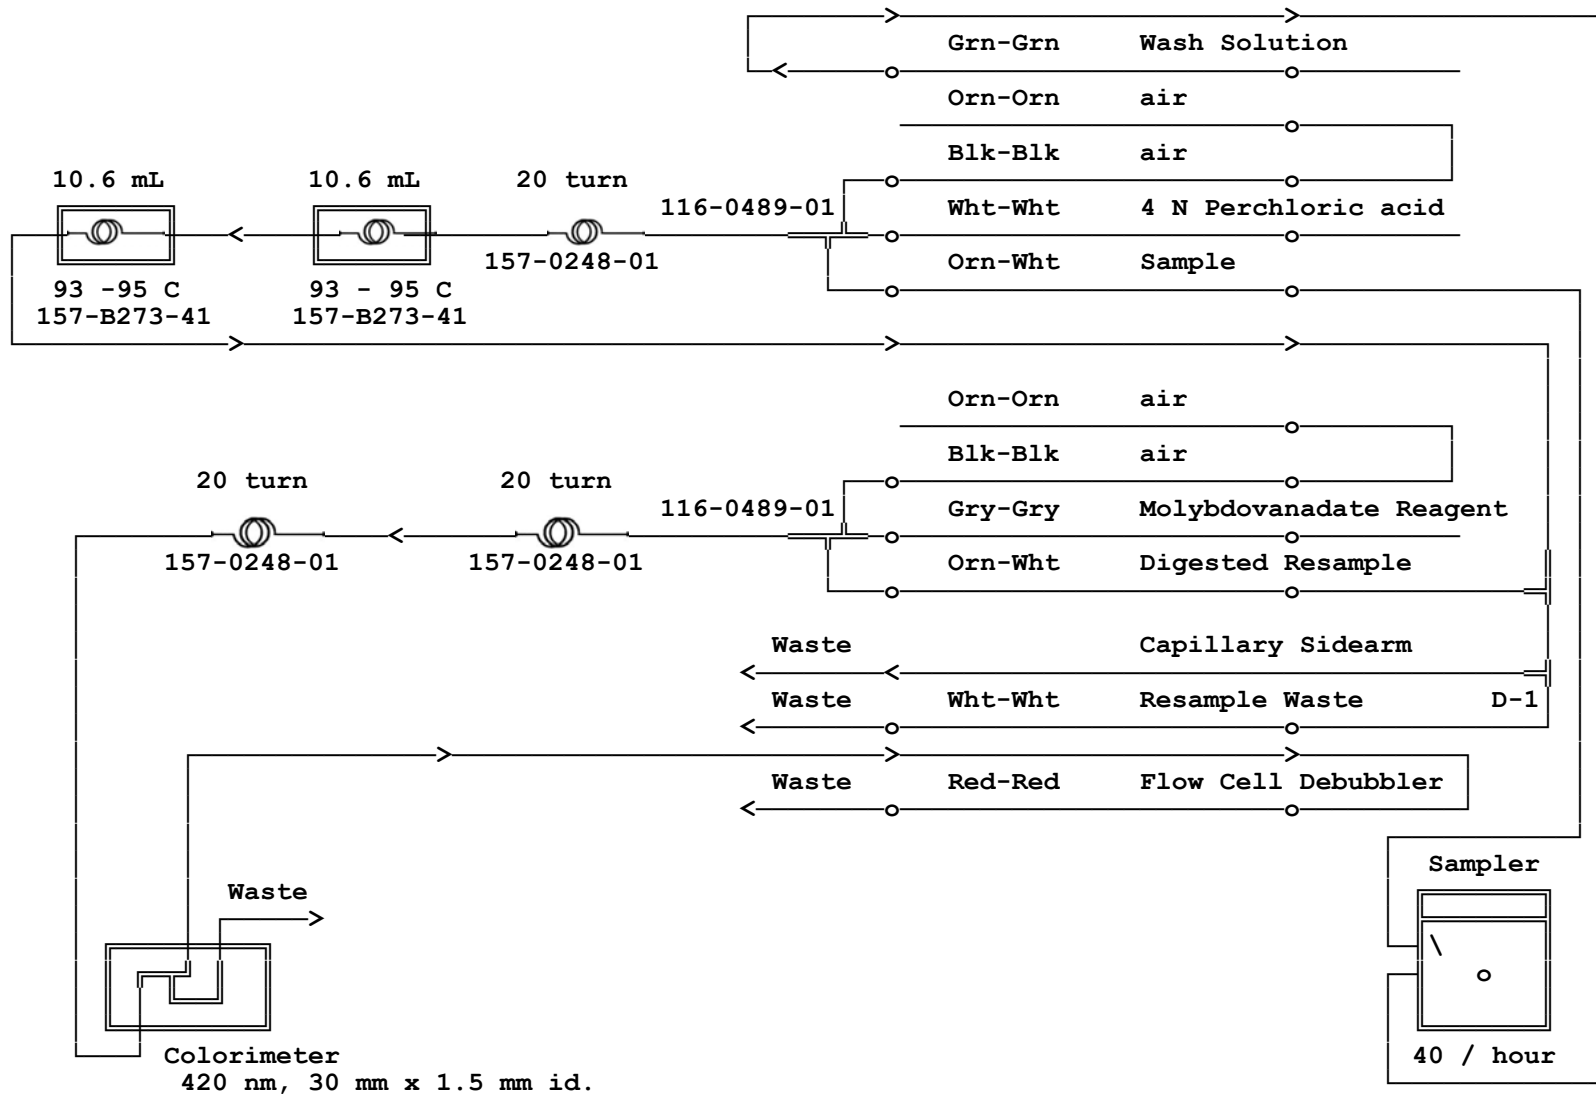 Grn-Grn Wash Solution
Orn-Orn air
Blk-Blk air
10.6 mL 10.6 mL 20 turn
116-0489-01 Wht-Wht 4 N Perchloric acid
157-0248-01 Orn-Wht Sample
93 -95 C 93 - 95 C
157-B273-41 157-B273-41
Orn-Orn air
Blk-Blk air
20 turn 20 turn
116-0489-01 Gry-Gry Molybdovanadate Reagent
157-0248-01 157-0248-01 Orn-Wht Digested Resample
Waste Capillary Sidearm
Waste Wht-Wht Resample Waste D-1
Waste Red-Red Flow Cell Debubbler
Sampler
Waste
Colorimeter 40 / hour
420 nm, 30 mm x 1.5 mm id.